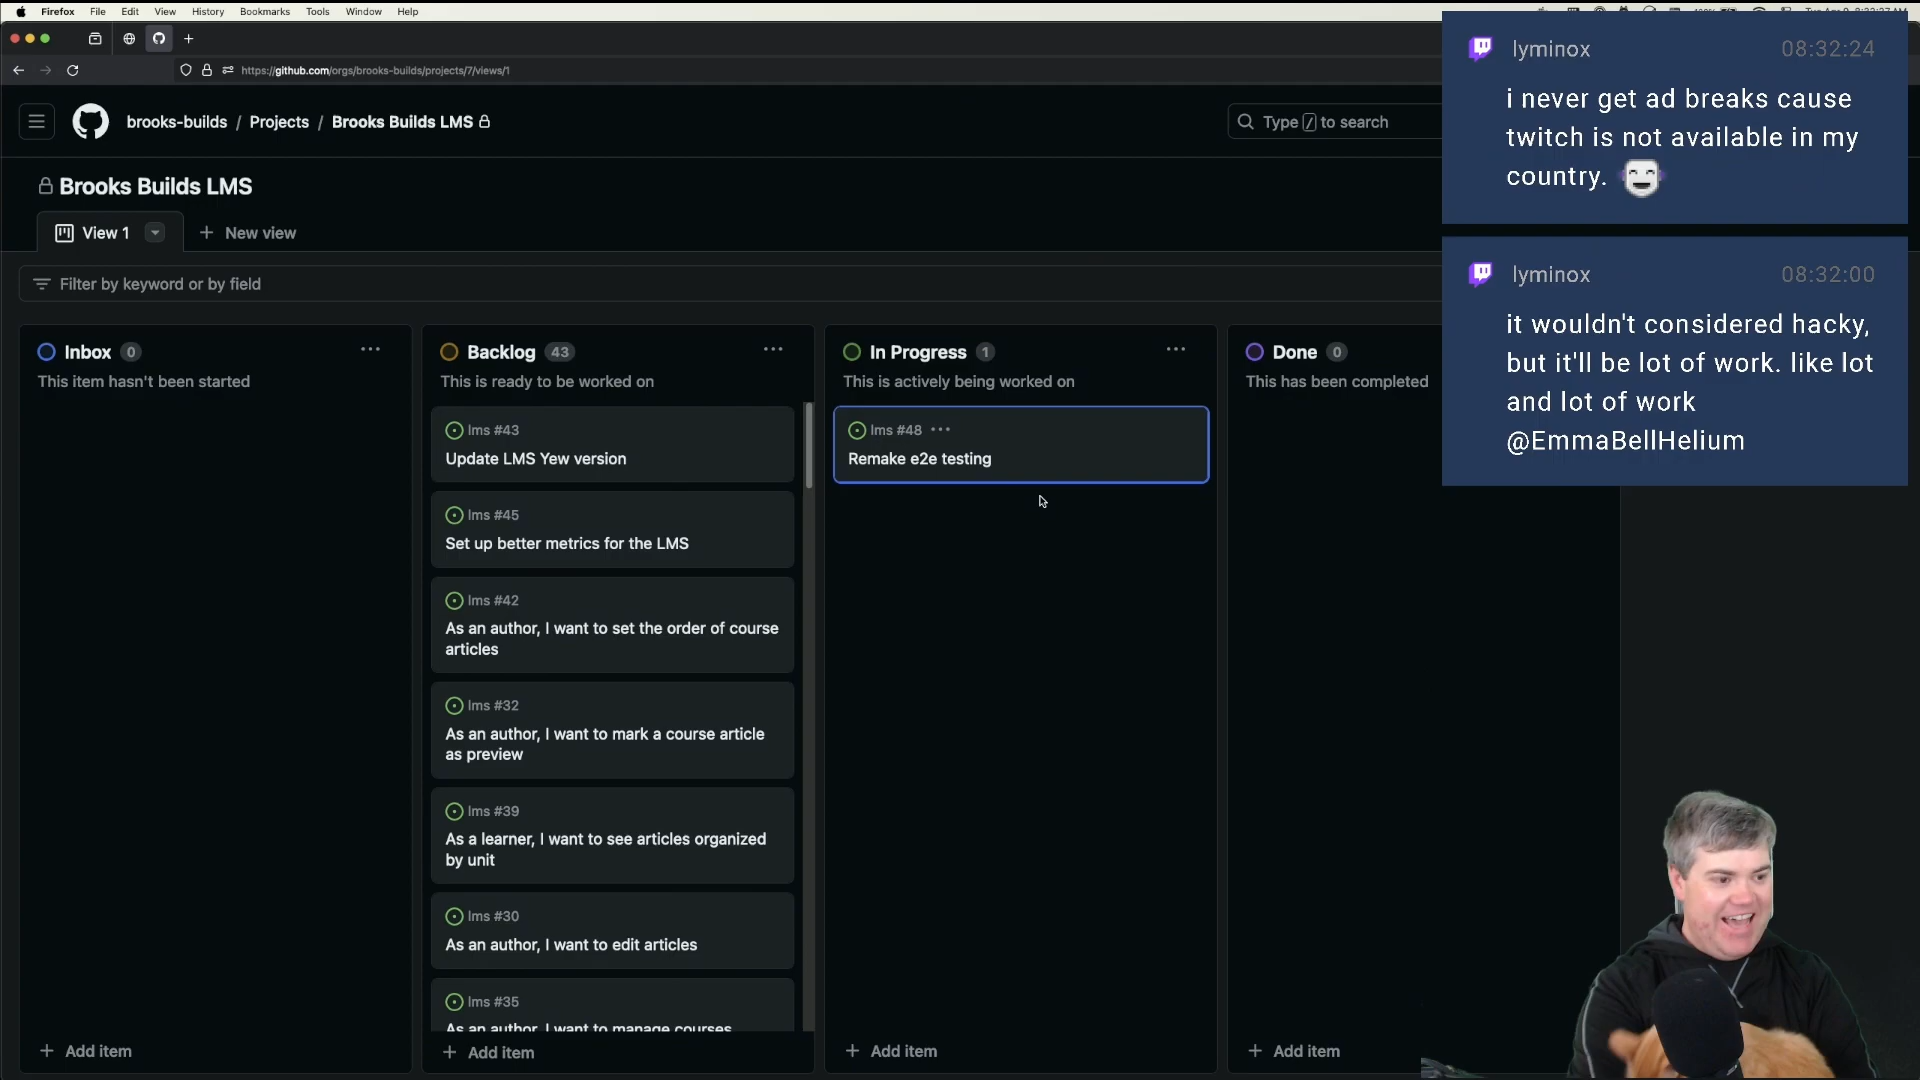 Firefox File Edit View History Bookmarks Tools Window Help
https://github.com/orgs/brooks-builds/projects/7/views/1
brooks-builds / Projects / Brooks Builds LMS
Type / to search
Brooks Builds LMS
View 1
New view
Filter by keyword or by field
Inbox 0
This item hasn't been started
Add item
Backlog 43
This is ready to be worked on
lms #43
Update LMS Yew version
lms #45
Set up better metrics for the LMS
lms #42
As an author, I want to set the order of course
articles
lms #32
As an author, I want to mark a course article
as preview
lms #39
As a learner, I want to see articles organized
by unit
lms #30
As an author, I want to edit articles
lms #35
As an author, I want to manage courses
Add item
In Progress 1
This is actively being worked on
lms #48
Remake e2e testing
Add item
Done 0
This has been completed
Add item
lyminox 08:32:24
i never get ad breaks cause
twitch is not available in my
country.
lyminox 08:32:00
it wouldn't considered hacky,
but it'll be lot of work. like lot
and lot of work
@EmmaBellHelium